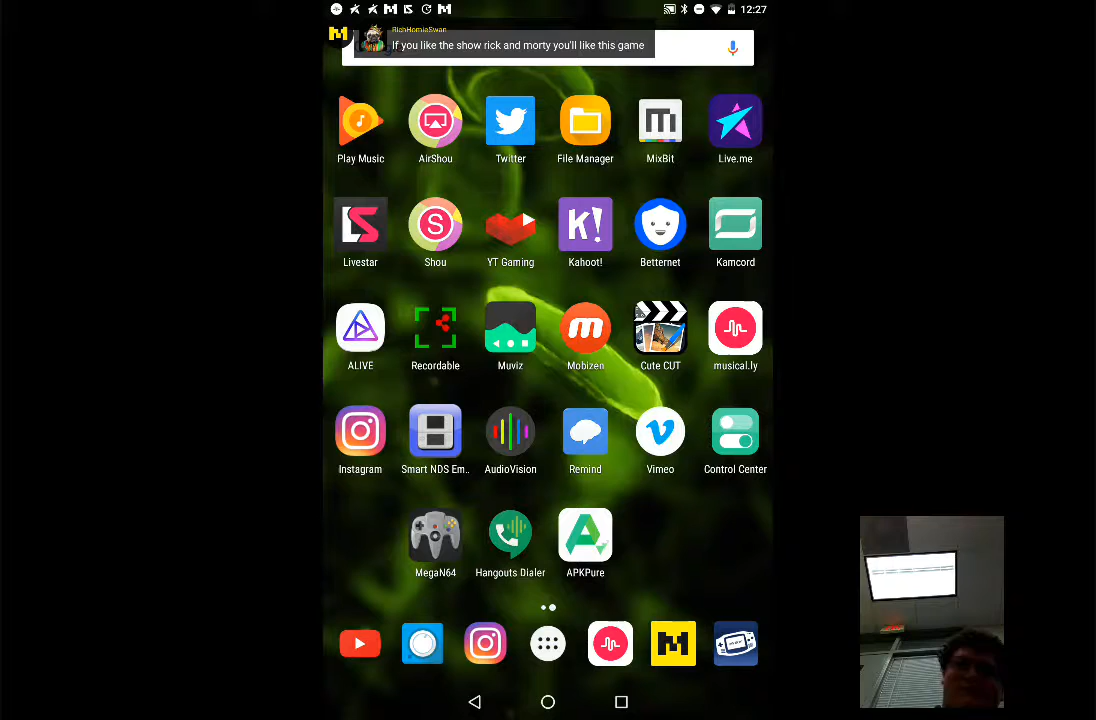 12:27
RichHomieSwan
If you like the show rick and morty you'll like this game
Play Music
AirShou
Twitter
File Manager
MixBit
Live.me
Livestar
Shou
YT Gaming
K!
Kahoot!
Betternet
Kamcord
ALIVE
Recordable
Muviz
Mobizen
Cute CUT
musical.ly
Instagram
Smart NDS Em..
AudioVision
Remind
Vimeo
Control Center
MegaN64
Hangouts Dialer
APKPure